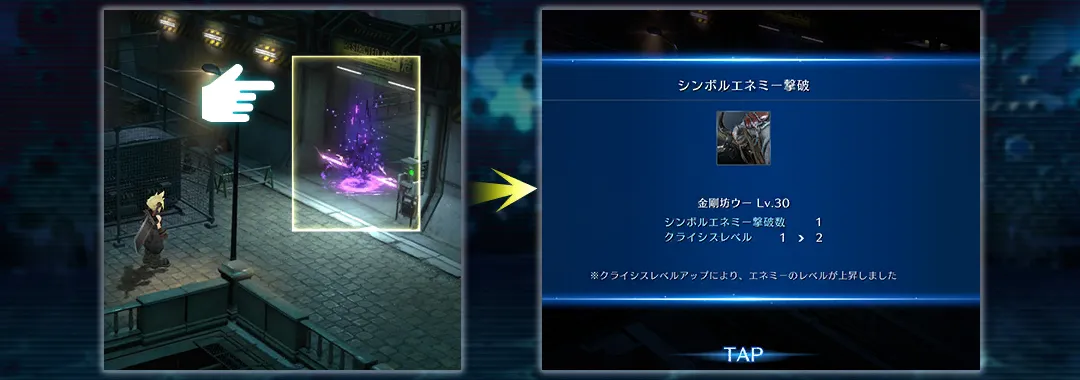 シンボルエネミー撃破
金剛坊ウー Lv.30
シンボルエネミー撃破数 1
クライシスレベル 1 > 2
※クライシスレベルアップにより、エネミーのレベルが上昇しました
TAP